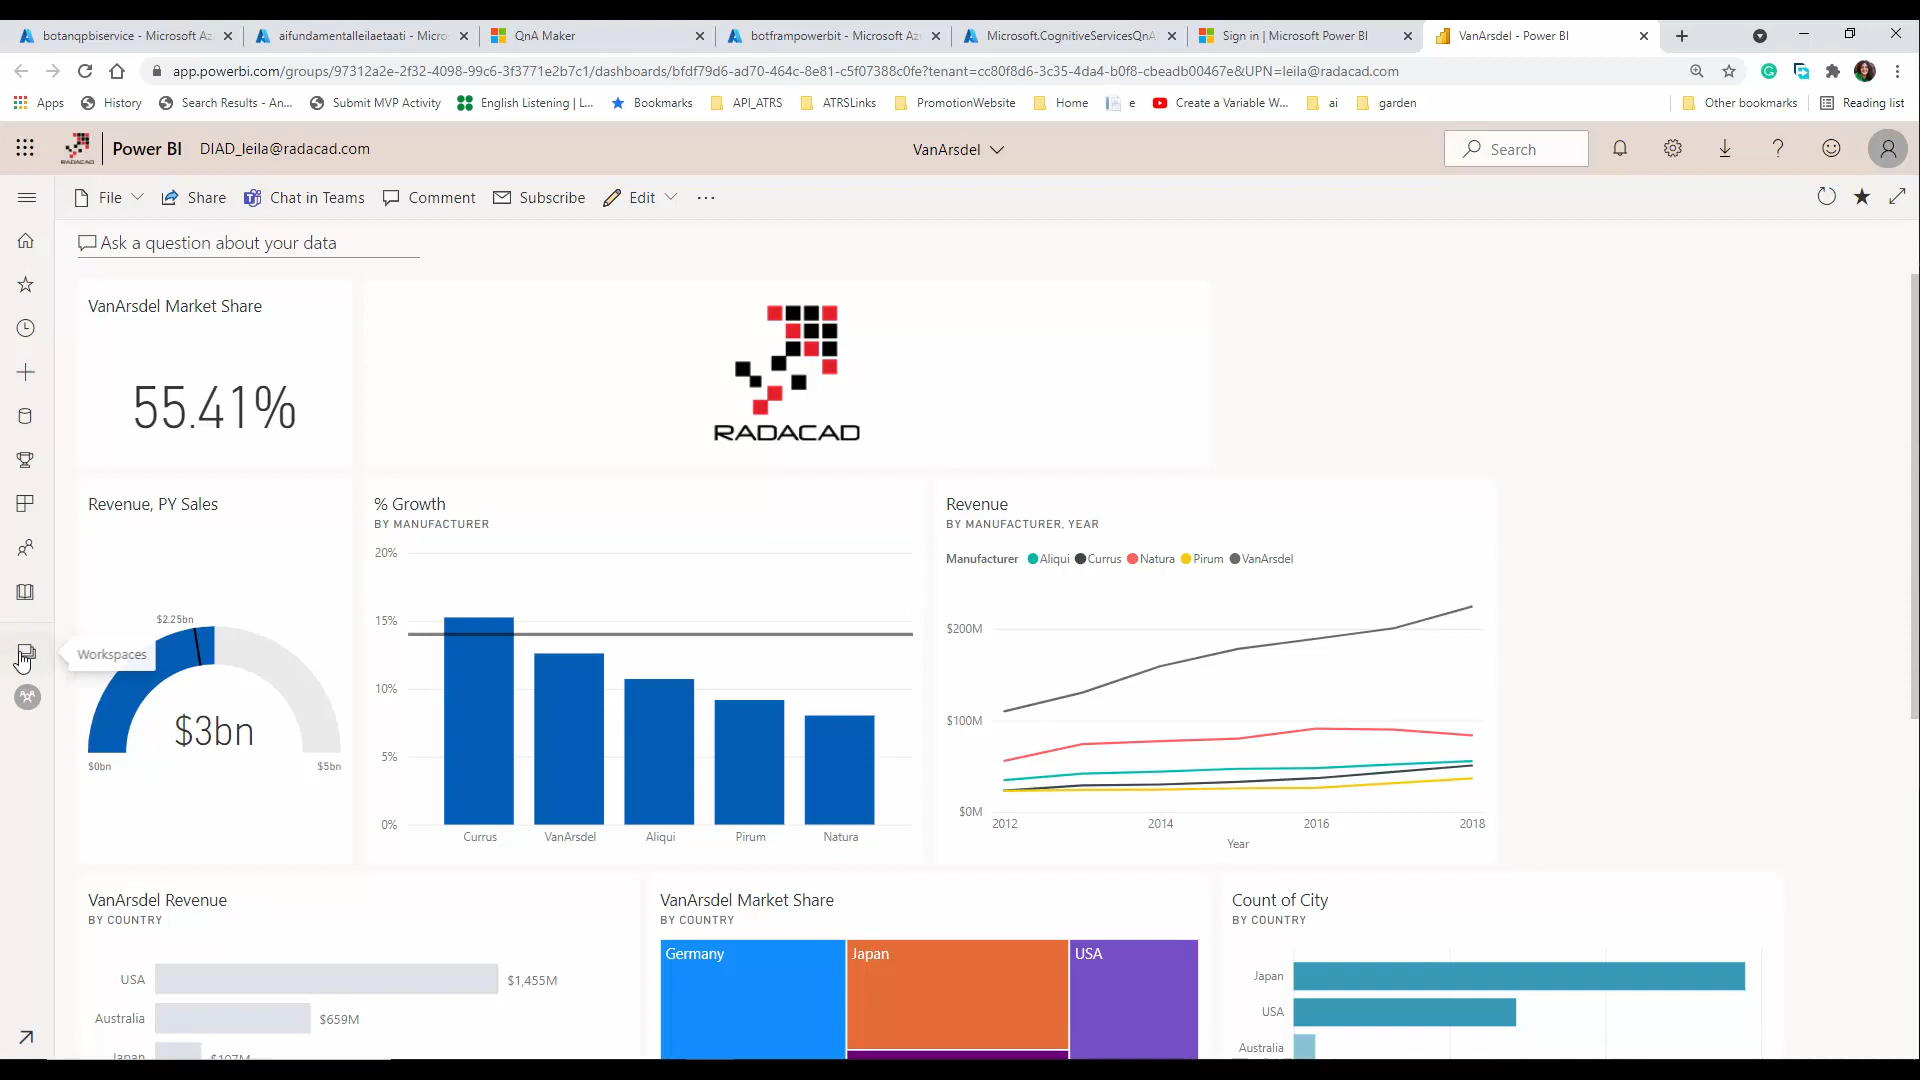 botanqpbiservice - Microsoft Az
aifundamentalleilaetaati - Micro
QnA Maker
botframpowerbit - Microsoft Azu
Microsoft.CognitiveServicesQnA
Sign in | Microsoft Power BI
VanArsdel - Power BI
app.powerbi.com/groups/97312a2e-2f32-4098-99c6-3f3771e2b7c1/dashboards/bfdf79d6-ad70-464c-8e81-c5f07388c0fe?tenant=cc80f8d6-3c35-4da4-b0f8-cbeadb00467e&UPN=leila@radacad.com
Apps
History
Search Results - An...
Submit MVP Activity
English Listening | L...
Bookmarks
API_ATRS
ATRSLinks
PromotionWebsite
Home
e
Create a Variable W...
ai
garden
Other bookmarks
Reading list
RADACAD
Power BI
DIAD_leila@radacad.com
VanArsdel
Search
File
Share
Chat in Teams
Comment
Subscribe
Edit
Ask a question about your data
VanArsdel Market Share
55.41%
RADACAD
Revenue, PY Sales
$2.25bn
$3bn
$0bn
$5bn
Workspaces
% Growth
BY MANUFACTURER
20%
15%
10%
5%
0%
Currus
VanArsdel
Aliqui
Pirum
Natura
Revenue
BY MANUFACTURER, YEAR
Manufacturer
Aliqui
Currus
Natura
Pirum
VanArsdel
$200M
$100M
$0M
2012
2014
2016
2018
Year
VanArsdel Revenue
BY COUNTRY
USA
$1,455M
Australia
$659M
Japan
$107M
VanArsdel Market Share
BY COUNTRY
Germany
Japan
USA
Count of City
BY COUNTRY
Japan
USA
Australia